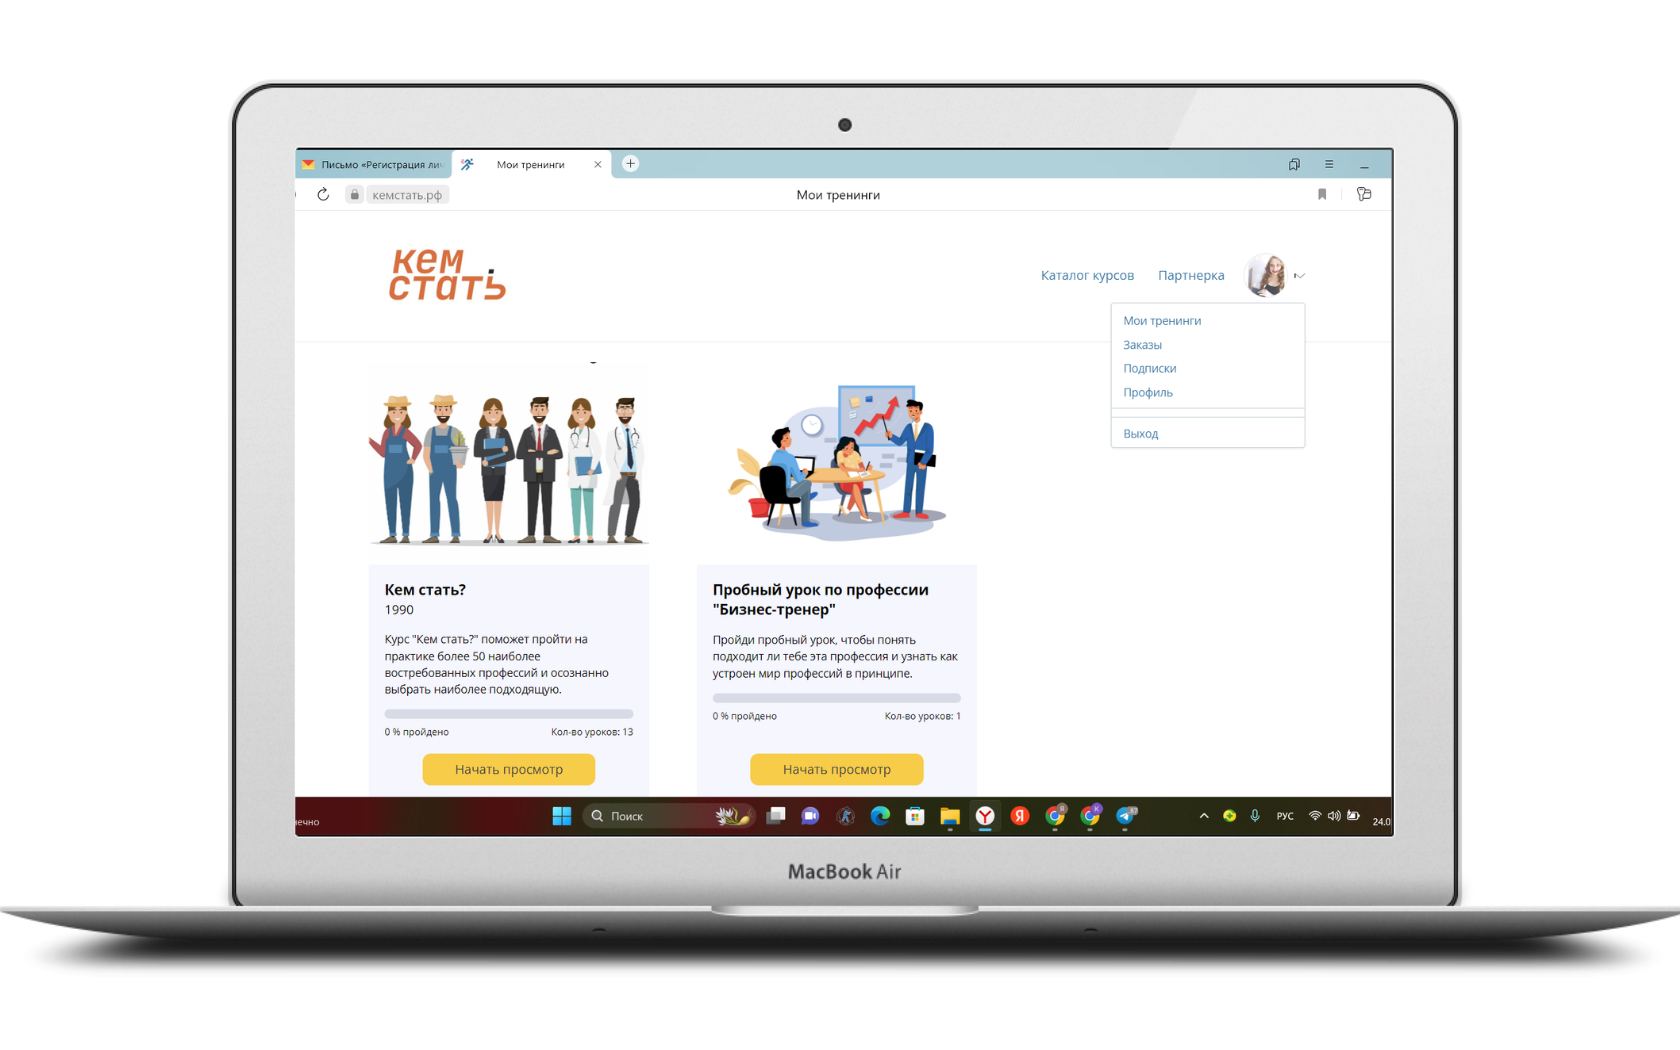 Письмо «Регистрация ли
Мои тренинги
кемстать.рф
Мои тренинги
кем
стать
Каталог курсов
Партнерка
Мои тренинги
Заказы
Подписки
Профиль
Выход
Кем стать?
1990
Курс "Кем стать?" поможет пройти на
практике более 50 наиболее
востребованных профессий и осознанно
выбрать наиболее подходящую.
0 % пройдено
Кол-во уроков: 13
Начать просмотр
Пробный урок по профессии
"Бизнес-тренер"
Пройди пробный урок, чтобы понять
подходит ли тебе эта профессия и узнать как
устроен мир профессий в принципе.
0 % пройдено
Кол-во уроков: 1
Начать просмотр
Поиск
РУС
24.0
MacBook Air